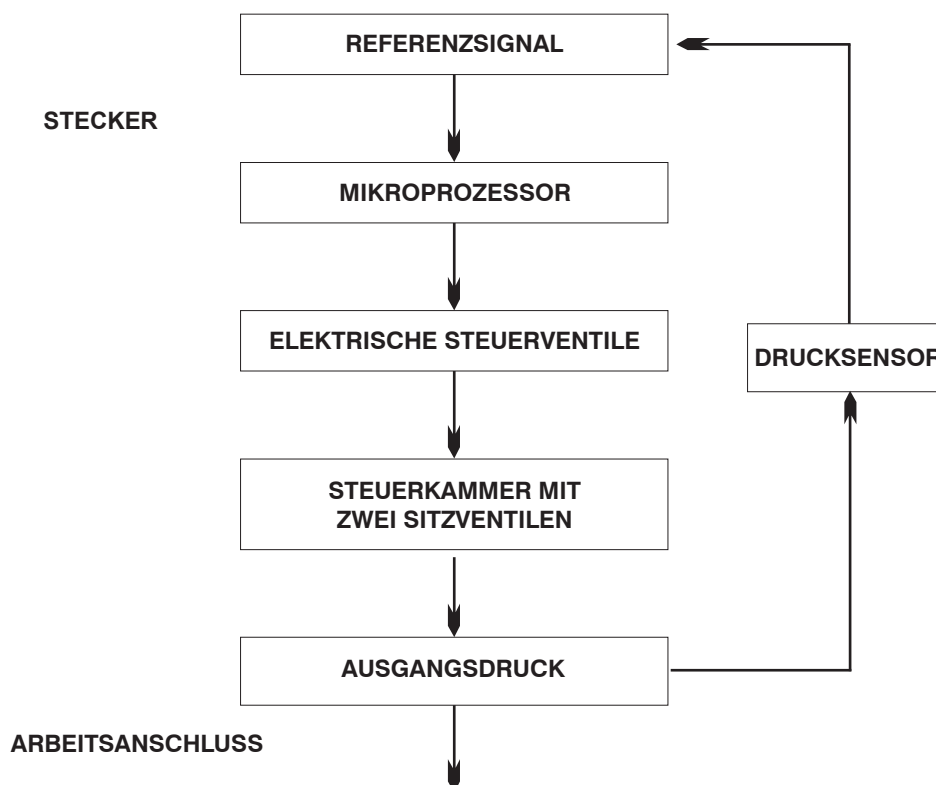 REFERENZSIGNAL
STECKER
MIKROPROZESSOR
ELEKTRISCHE STEUERVENTILE
DRUCKSENSOR
STEUERKAMMER MIT
ZWEI SITZVENTILEN
AUSGANGSDRUCK
ARBEITSANSCHLUSS